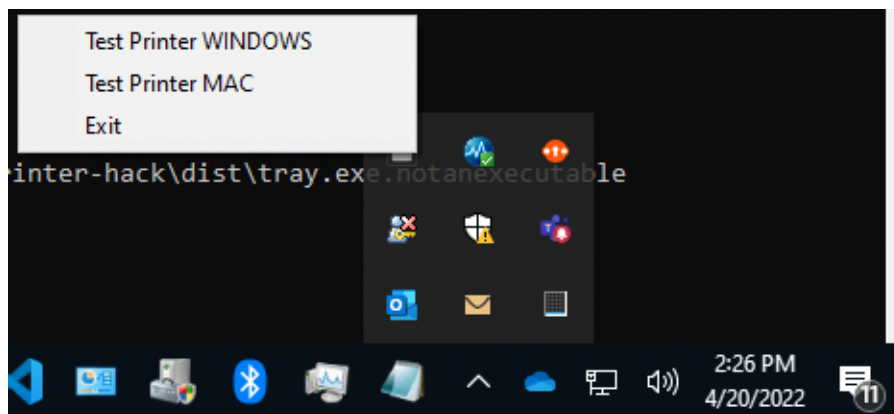 Test Printer WINDOWS
Test Printer MAC
Exit
inter-hack\dist\tray.exe.notanexecutable
2:26 PM
4/20/2022
11